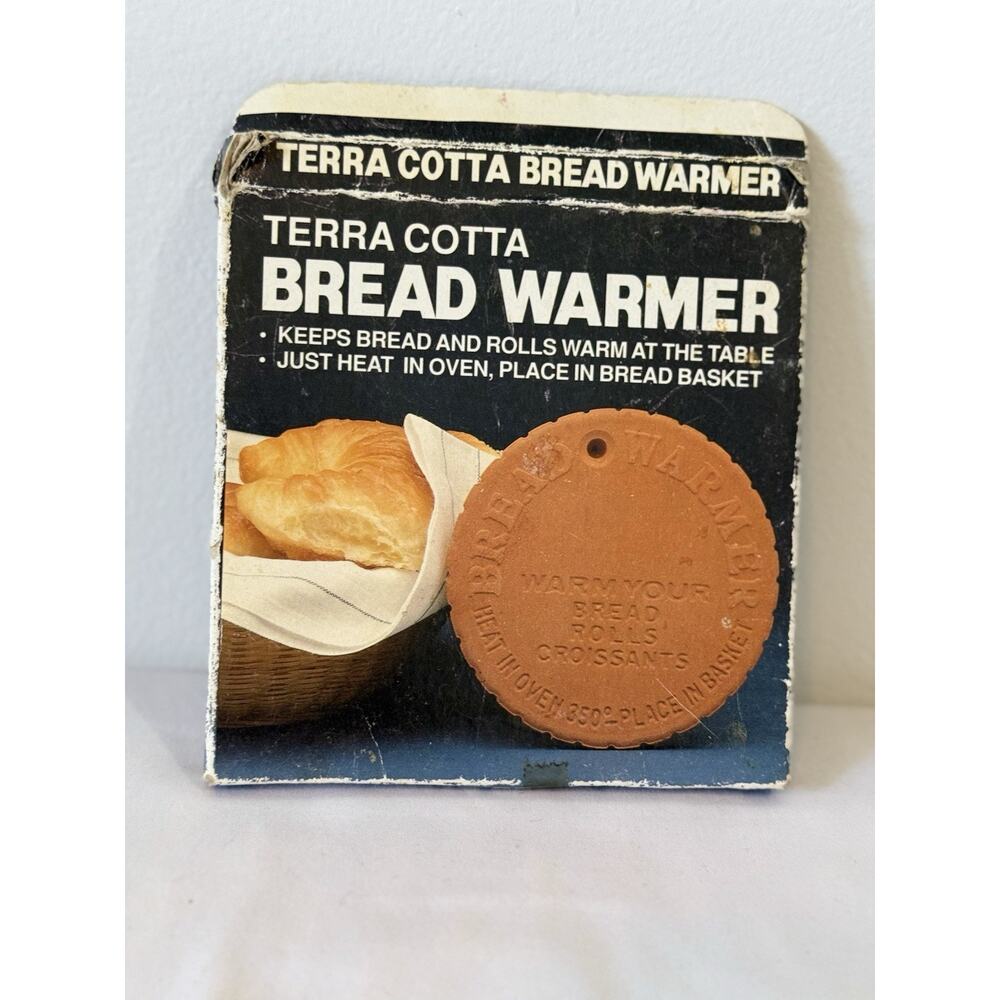 TERRA COTTA BREAD WARMER
TERRA COTTA
BREAD WARMER
• KEEPS BREAD AND ROLLS WARM AT THE TABLE
• JUST HEAT IN OVEN, PLACE IN BREAD BASKET
BREAD WARMER
WARM YOUR
BREAD
ROLLS
CROISSANTS
HEAT IN OVEN 350°-PLACE IN BASKET